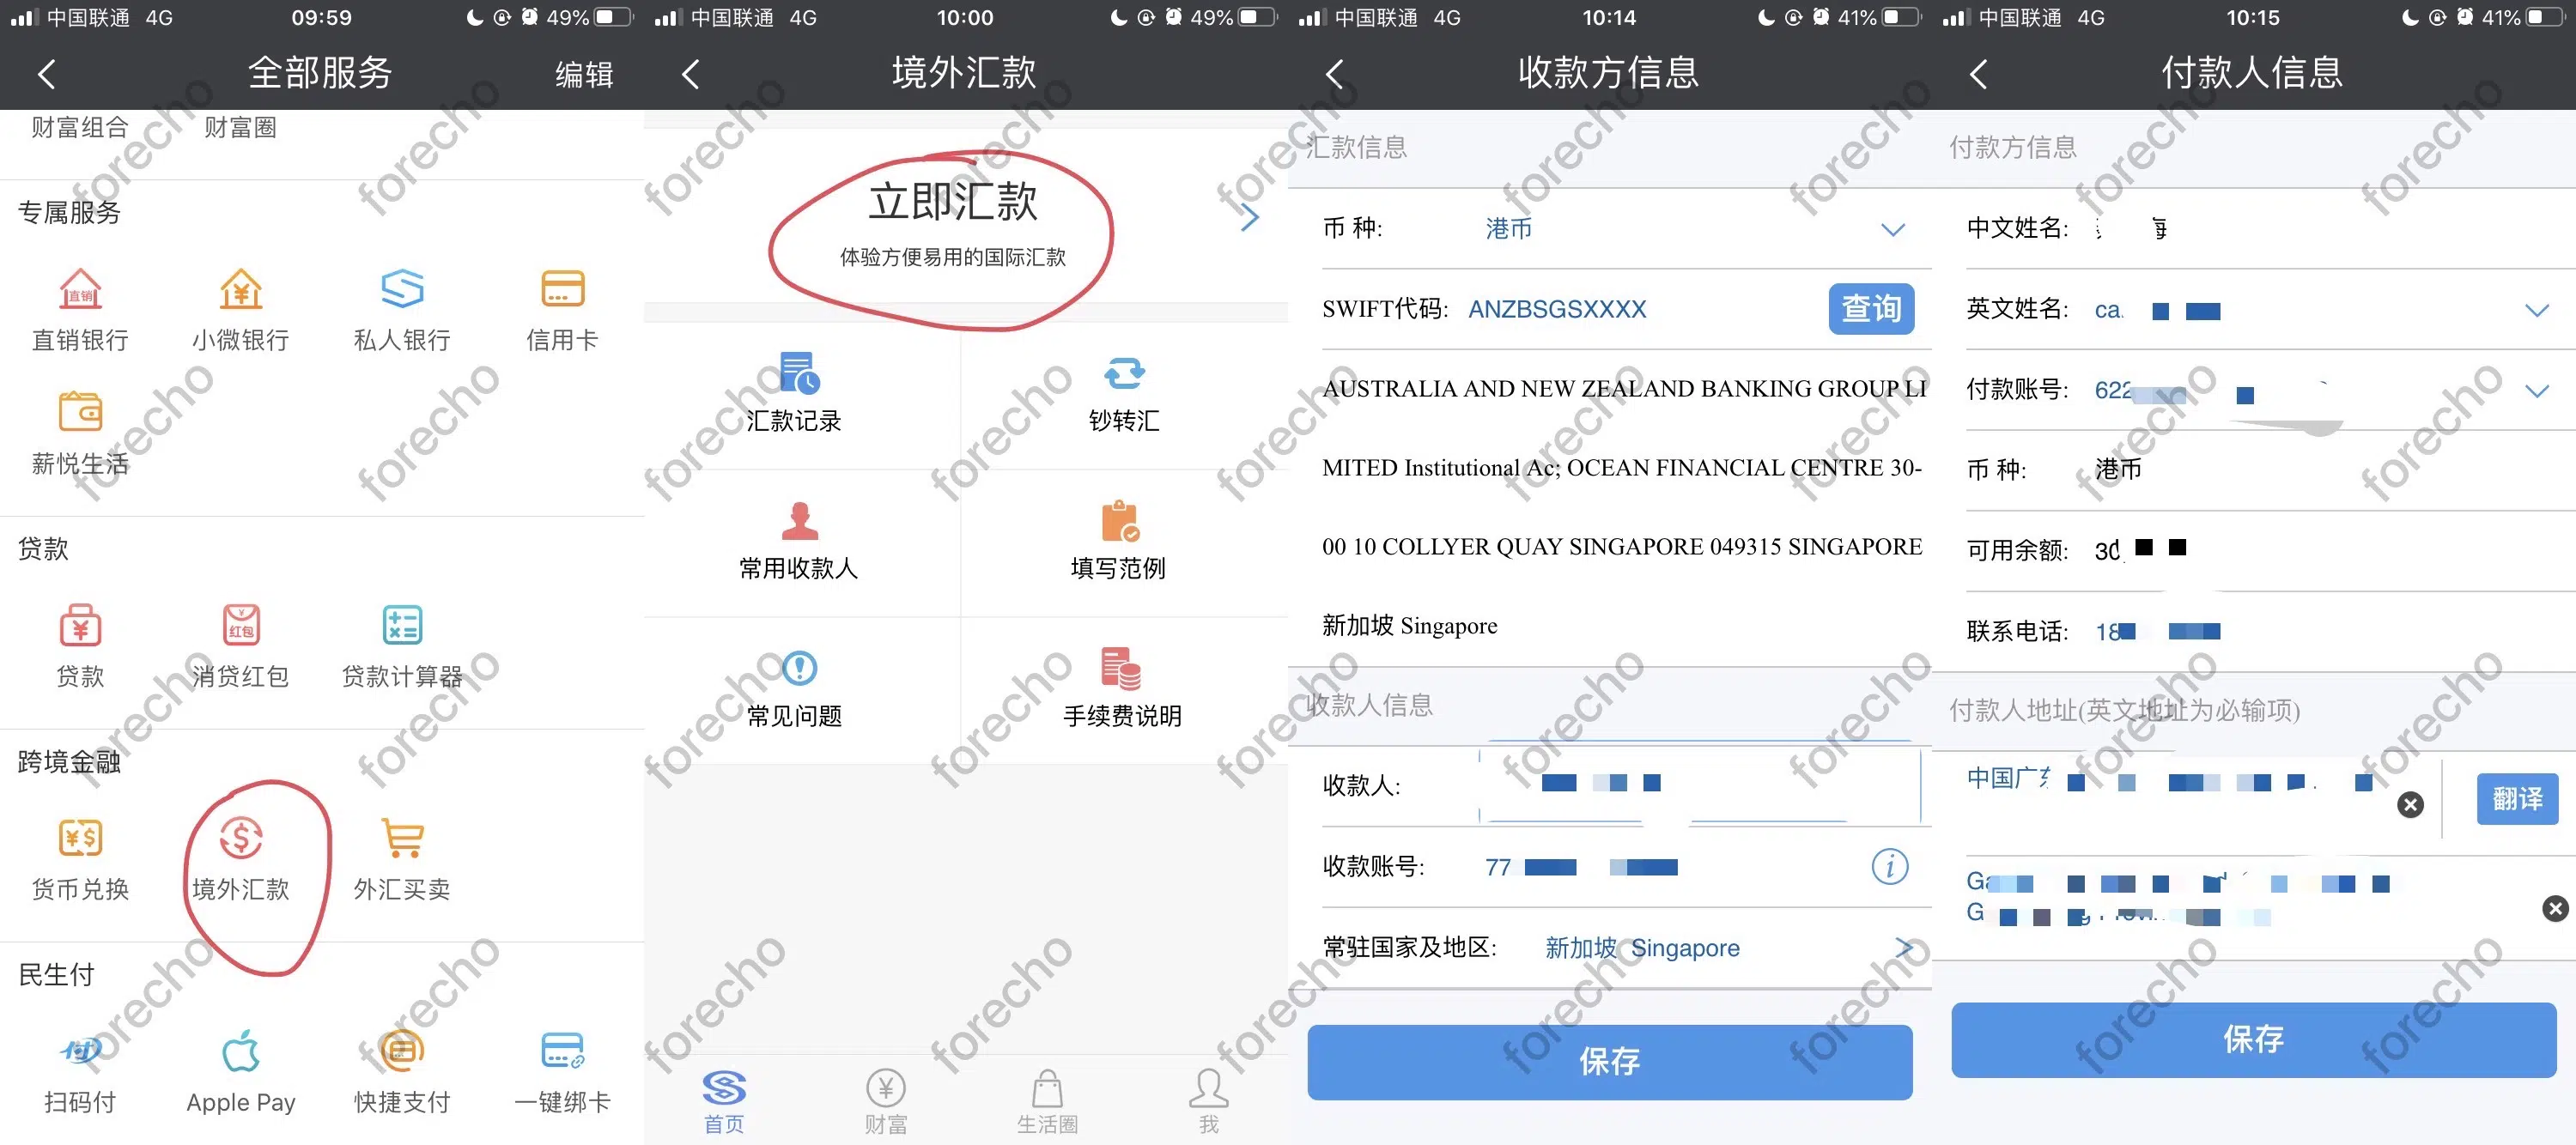 中国联通 4G 09:59 49%
全部服务 编辑
财富组合 财富圈
专属服务
直销
直销银行 小微银行 私人银行 信用卡
薪悦生活
贷款
红包
贷款 消贷红包 贷款计算器
跨境金融
货币兑换 境外汇款 外汇买卖
民生付
扫码付 Apple Pay 快捷支付 一键绑卡
中国联通 4G 10:00 49%
境外汇款
立即汇款
体验方便易用的国际汇款
汇款记录 钞转汇
常用收款人 填写范例
常见问题 手续费说明
首页 财富 生活圈 我
中国联通 4G 10:14 41%
收款方信息
汇款信息
币 种: 港币
SWIFT代码: ANZBSGSXXXX 查询
AUSTRALIA AND NEW ZEALAND BANKING GROUP LI
MITED Institutional Ac; OCEAN FINANCIAL CENTRE 30-
00 10 COLLYER QUAY SINGAPORE 049315 SINGAPORE
新加坡 Singapore
收款人信息
收款人:
收款账号: 77
常驻国家及地区: 新加坡 Singapore
保存
中国联通 4G 10:15 41%
付款人信息
付款方信息
中文姓名:
英文姓名: ca
付款账号: 622
币 种: 港币
可用余额: 30
联系电话: 18
付款人地址(英文地址为必输项)
中国广东 翻译
G
G
保存
forecho